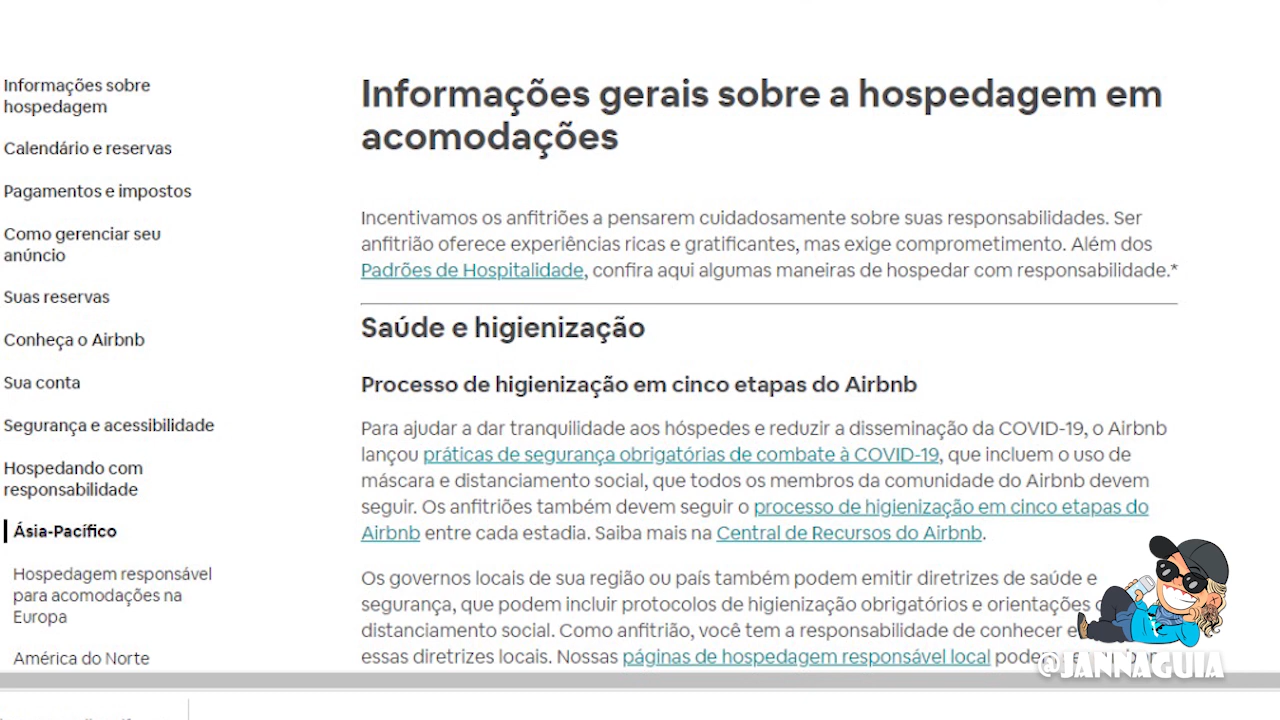 Informações sobre
hospedagem
Calendário e reservas
Pagamentos e impostos
Como gerenciar seu
anúncio
Suas reservas
Conheça o Airbnb
Sua conta
Segurança e acessibilidade
Hospedando com
responsabilidade
Ásia-Pacífico
Hospedagem responsável
para acomodações na
Europa
América do Norte
Informações gerais sobre a hospedagem em
acomodações
Incentivamos os anfitriões a pensarem cuidadosamente sobre suas responsabilidades. Ser
anfitrião oferece experiências ricas e gratificantes, mas exige comprometimento. Além dos
Padrões de Hospitalidade, confira aqui algumas maneiras de hospedar com responsabilidade.*
Saúde e higienização
Processo de higienização em cinco etapas do Airbnb
Para ajudar a dar tranquilidade aos hóspedes e reduzir a disseminação da COVID-19, o Airbnb
lançou práticas de segurança obrigatórias de combate à COVID-19, que incluem o uso de
máscara e distanciamento social, que todos os membros da comunidade do Airbnb devem
seguir. Os anfitriões também devem seguir o processo de higienização em cinco etapas do
Airbnb entre cada estadia. Saiba mais na Central de Recursos do Airbnb.
Os governos locais de sua região ou país também podem emitir diretrizes de saúde e
segurança, que podem incluir protocolos de higienização obrigatórios e orientações
distanciamento social. Como anfitrião, você tem a responsabilidade de conhecer e
essas diretrizes locais. Nossas páginas de hospedagem responsável local
@JANNAGUIA